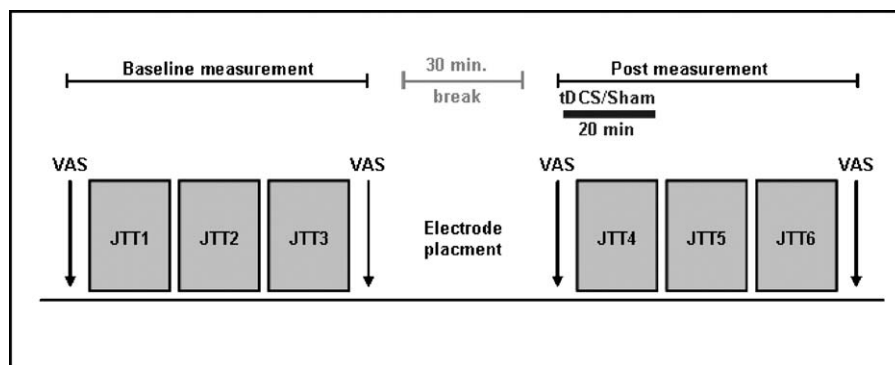 Baseline measurement
30 min.
break
Post measurement
tDCS/Sham
20 min
VAS
VAS
VAS
VAS
JTT1
JTT2
JTT3
Electrode
placment
JTT4
JTT5
JTT6